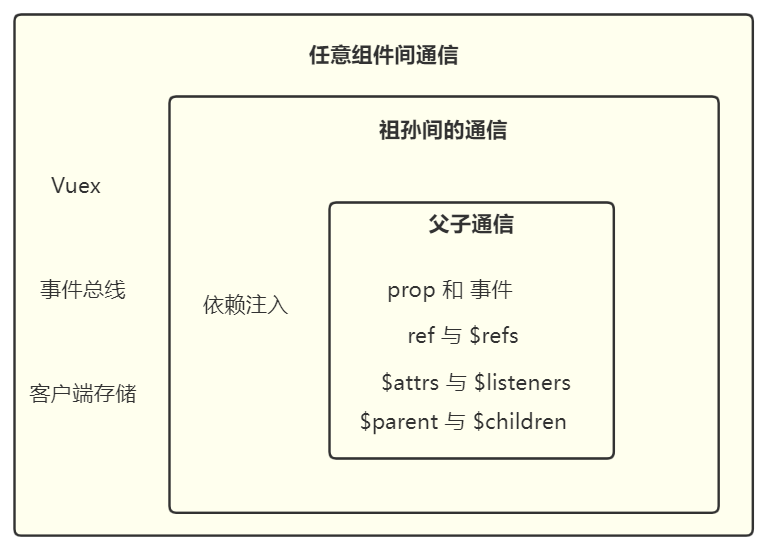 任意组件间通信
祖孙间的通信
Vuex
事件总线
客户端存储
依赖注入
父子通信
prop 和 事件
ref 与 $refs
$attrs 与 $listeners
$parent 与 $children